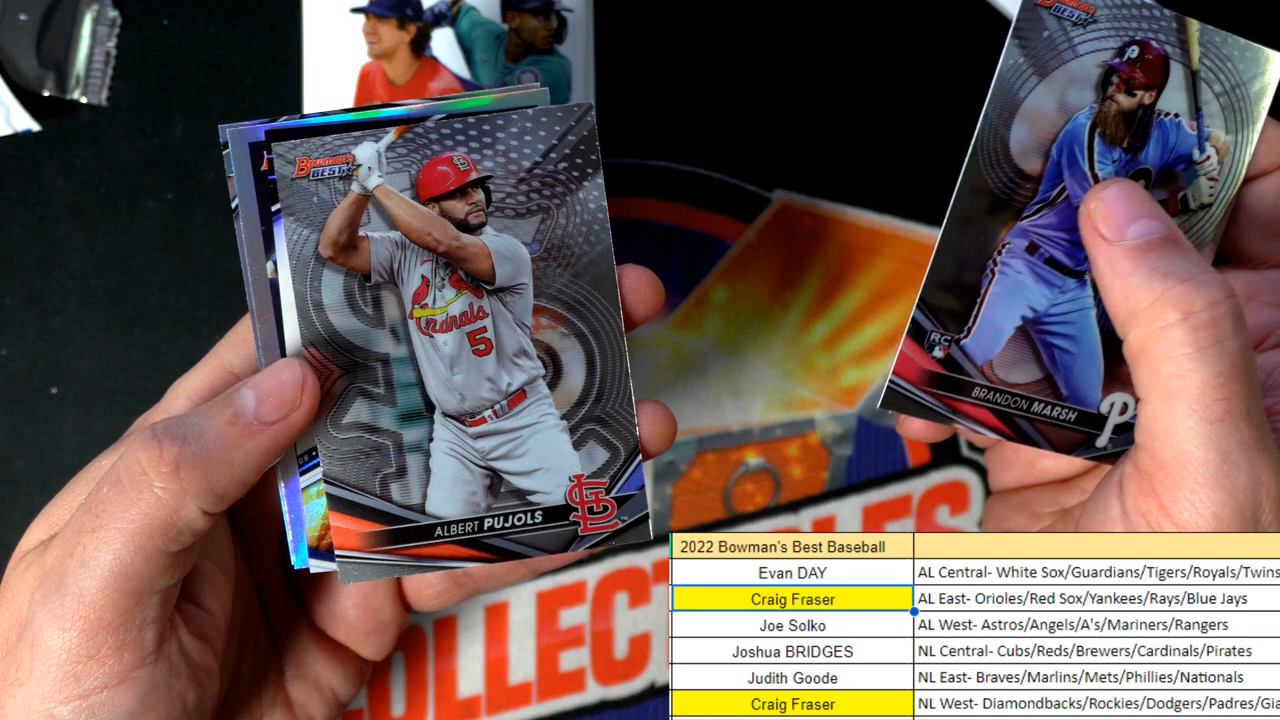 Bowman's
BEST
Cardinals
5
ALBERT PUJOLS
STL
Bowman's
BEST
P
RC
BRANDON MARSH
P
COLLECT
BLES
2022 Bowman's Best Baseball
Evan DAY AL Central- White Sox/Guardians/Tigers/Royals/Twins
Craig Fraser AL East- Orioles/Red Sox/Yankees/Rays/Blue Jays
Joe Solko AL West- Astros/Angels/A's/Mariners/Rangers
Joshua BRIDGES NL Central- Cubs/Reds/Brewers/Cardinals/Pirates
Judith Goode NL East- Braves/Marlins/Mets/Phillies/Nationals
Craig Fraser NL West- Diamondbacks/Rockies/Dodgers/Padres/Gia